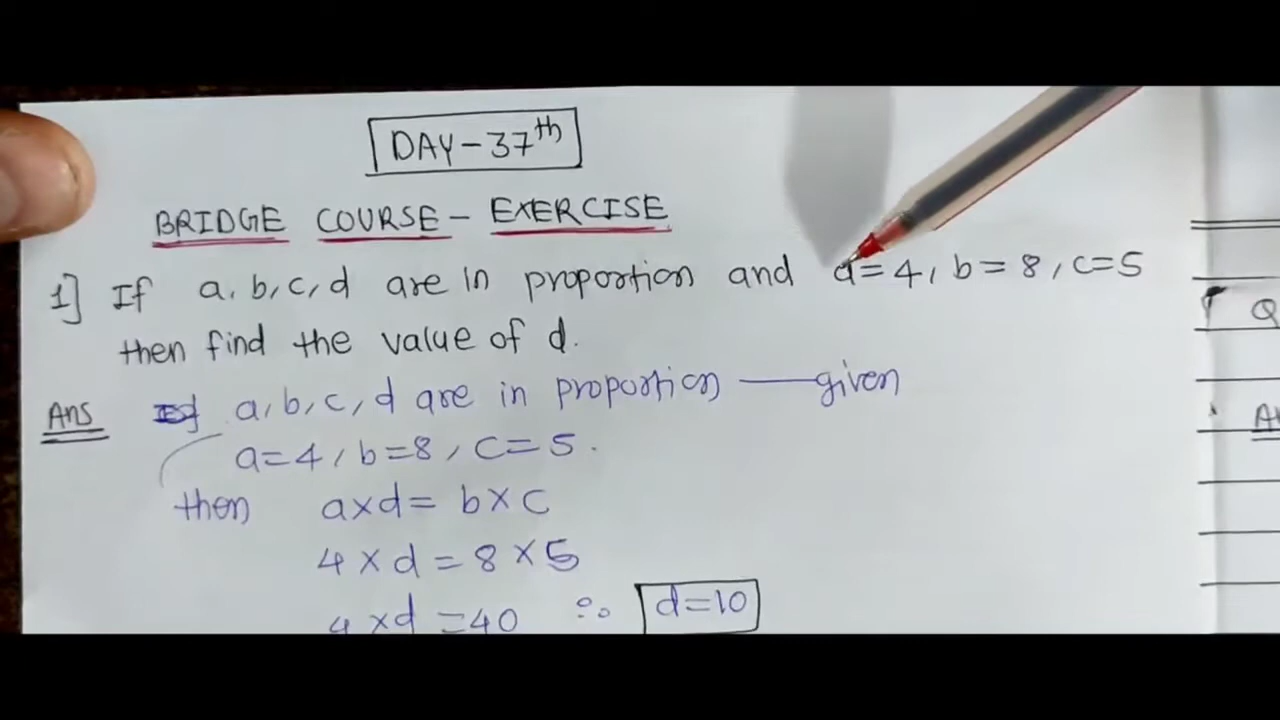 DAY-37th
BRIDGE COURSE - EXERCISE
1] If a, b, c, d are in proportion and a=4, b=8, c=5
then find the value of d.
Ans a, b, c, d are in proportion — given
a=4, b=8, c=5.
then a×d= b×c
4×d=8×5
4×d=40 ∴ d=10
Q